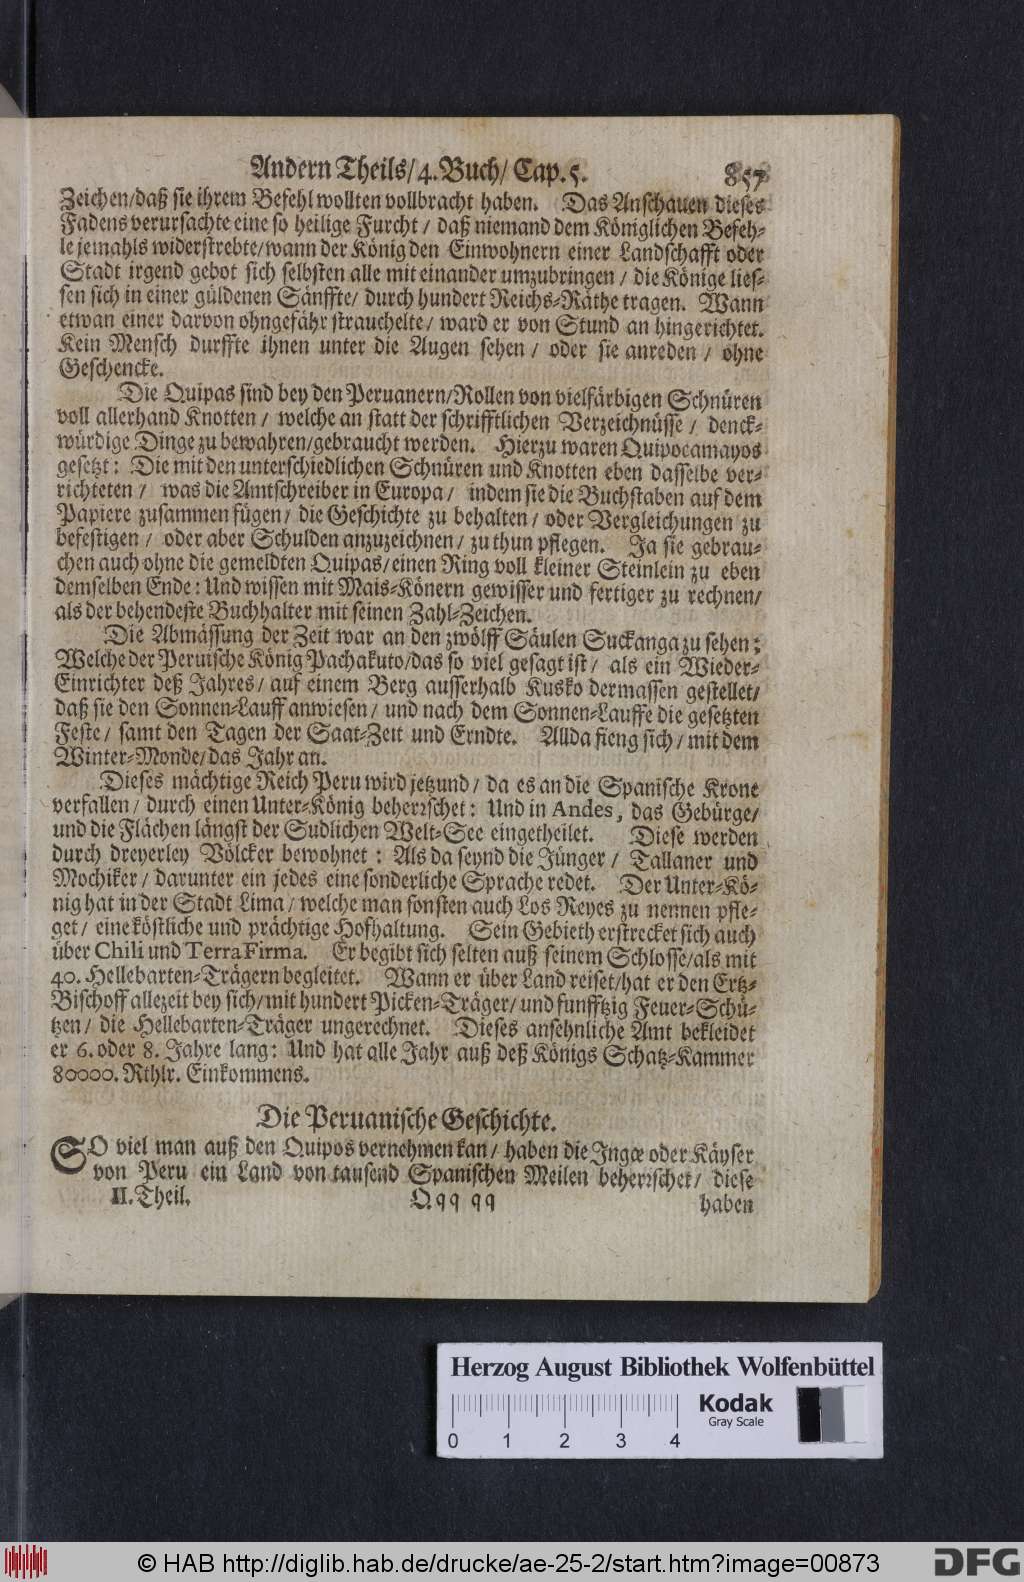 Andern Theils/ 4. Buch/ Cap. 5. 857
Zeichen/ daß sie ihrem Befehl wollten vollbracht haben. Das Anschauen dieses
Fadens verursachte eine so heilige Furcht/ daß niemand dem Königlichen Befeh-
le jemahls widerstrebte/ wann der König den Einwohnern einer Landschafft oder
Stadt irgend gebot sich selbsten alle mit einander umzubringen/ die Könige lies-
sen sich in einer güldenen Sänffte/ durch hundert Reichs-Räthe tragen. Wann
etwan einer darvon ohngefähr strauchelte/ ward er von Stund an hingerichtet.
Kein Mensch durffte ihnen unter die Augen sehen/ oder sie anreden/ ohne
Geschencke.
Die Quipas sind bey den Peruanern/ Rollen von vielfärbigen Schnüren
voll allerhand Knotten/ welche an statt der schrifftlichen Verzeichnüsse/ denck-
würdige Dinge zu bewahren/ gebraucht werden. Hierzu waren Quipocamayos
gesetzt: Die mit den unterschiedlichen Schnüren und Knotten eben dasselbe ver-
richteten/ was die Amtschreiber in Europa/ indem sie die Buchstaben auf dem
Papiere zusammen fügen/ die Geschichte zu behalten/ oder Vergleichungen zu
befestigen/ oder aber Schulden anzuzeichnen/ zu thun pflegen. Ja sie gebrau-
chen auch ohne die gemeldten Quipas/ einen Ring voll kleiner Steinlein zu eben
demselben Ende: Und wissen mit Mais-Könern gewisser und fertiger zu rechnen/
als der behendeste Buchhalter mit seinen Zahl-Zeichen.
Die Abmässung der Zeit war an den zwölff Säulen Suckanga zu sehen:
Welche der Peruische König Pachakuto/ das so viel gesagt ist/ als ein Wieder-
Einrichter deß Jahres/ auf einem Berg ausserhalb Kusko dermassen gestellet/
daß sie den Sonnen-Lauff anwiesen/ und nach dem Sonnen-Lauffe die gesetzten
Feste/ samt den Tagen der Saat-Zeit und Erndte. Allda fieng sich/ mit dem
Winter-Monde/ das Jahr an.
Dieses mächtige Reich Peru wird jetzund/ da es an die Spanische Krone
verfallen/ durch einen Unter-König beherrschet: Und in Andes, das Gebürge/
und die Flächen längst der Sudlichen Welt-See eingetheilet. Diese werden
durch dreyerley Völcker bewohnet: Als da seynd die Jünger/ Tallaner und
Mochiker/ darunter ein jedes eine sonderliche Sprache redet. Der Unter-Kö-
nig hat in der Stadt Lima/ welche man sonsten auch Los Reyes zu nennen pfle-
get/ eine köstliche und prächtige Hofhaltung. Sein Gebieth erstrecket sich auch
über Chili und Terra Firma. Er begibt sich selten auß seinem Schlosse/ als mit
40. Hellebarten-Trägern begleitet. Wann er über Land reiset/ hat er den Ertz-
Bischoff allezeit bey sich/ mit hundert Picken-Träger/ und funfftzig Feuer-Schü-
tzen/ die Hellebarten-Träger ungerechnet. Dieses ansehnliche Amt bekleidet
er 6. oder 8. Jahre lang: Und hat alle Jahr auß deß Königs Schatz-Kammer
80000. Rthlr. Einkommens.
Die Peruanische Geschichte.
SO viel man auß den Quipos vernehmen kan/ haben die Ingæ oder Käyser
von Peru ein Land von tausend Spanischen Meilen beherrschet/ diese
II. Theil. Qqq qq haben
Herzog August Bibliothek Wolfenbüttel
Kodak
Gray Scale
0 1 2 3 4
© HAB http://diglib.hab.de/drucke/ae-25-2/start.htm?image=00873
DFG